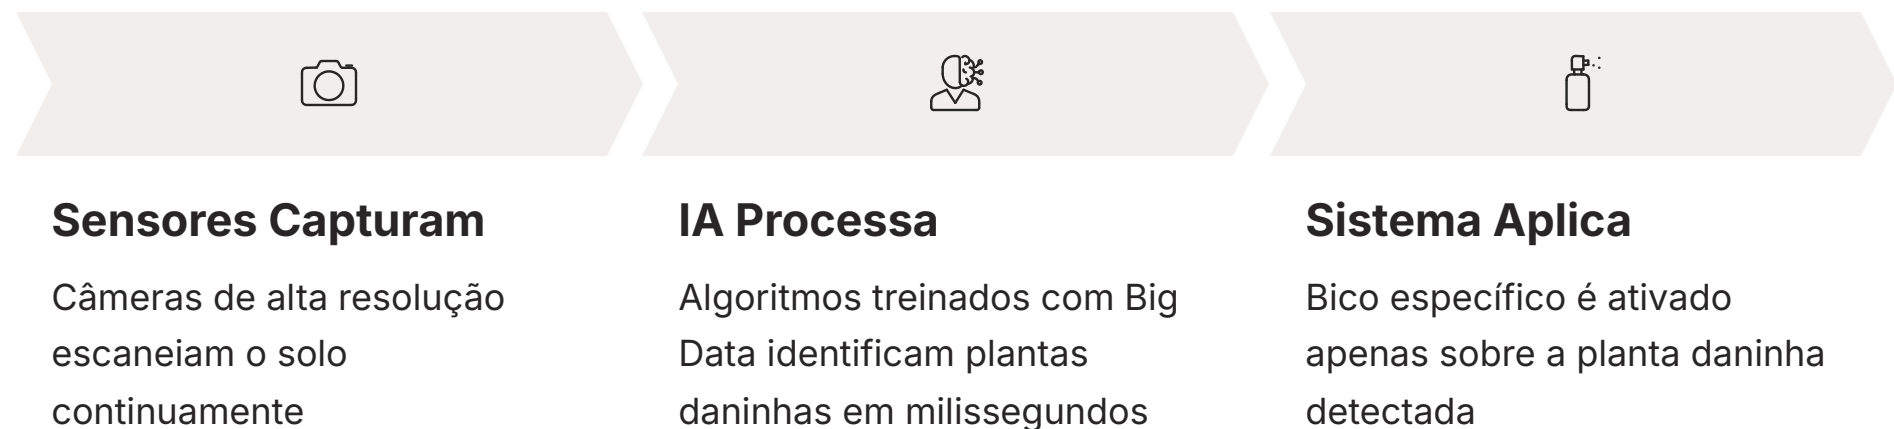 Sensores Capturam
Câmeras de alta resolução
escaneiam o solo
continuamente
IA Processa
Algoritmos treinados com Big
Data identificam plantas
daninhas em milissegundos
Sistema Aplica
Bico específico é ativado
apenas sobre a planta daninha
detectada